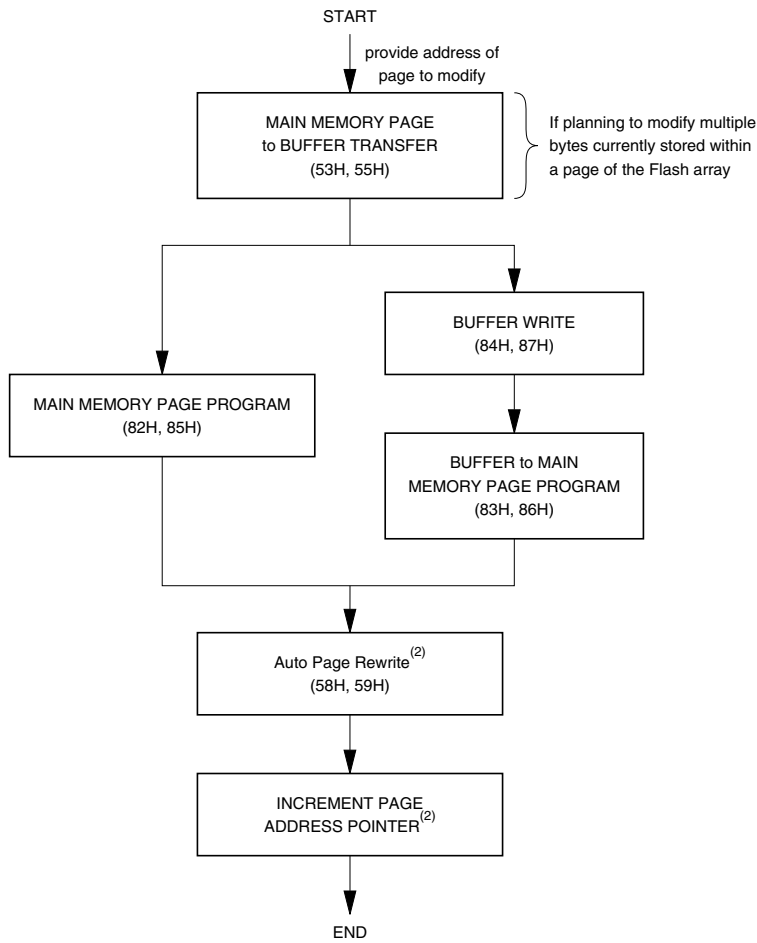 START
provide address of
page to modify
MAIN MEMORY PAGE
to BUFFER TRANSFER
(53H, 55H)
If planning to modify multiple
bytes currently stored within
a page of the Flash array
BUFFER WRITE
(84H, 87H)
MAIN MEMORY PAGE PROGRAM
(82H, 85H)
BUFFER to MAIN
MEMORY PAGE PROGRAM
(83H, 86H)
Auto Page Rewrite(2)
(58H, 59H)
INCREMENT PAGE
ADDRESS POINTER(2)
END